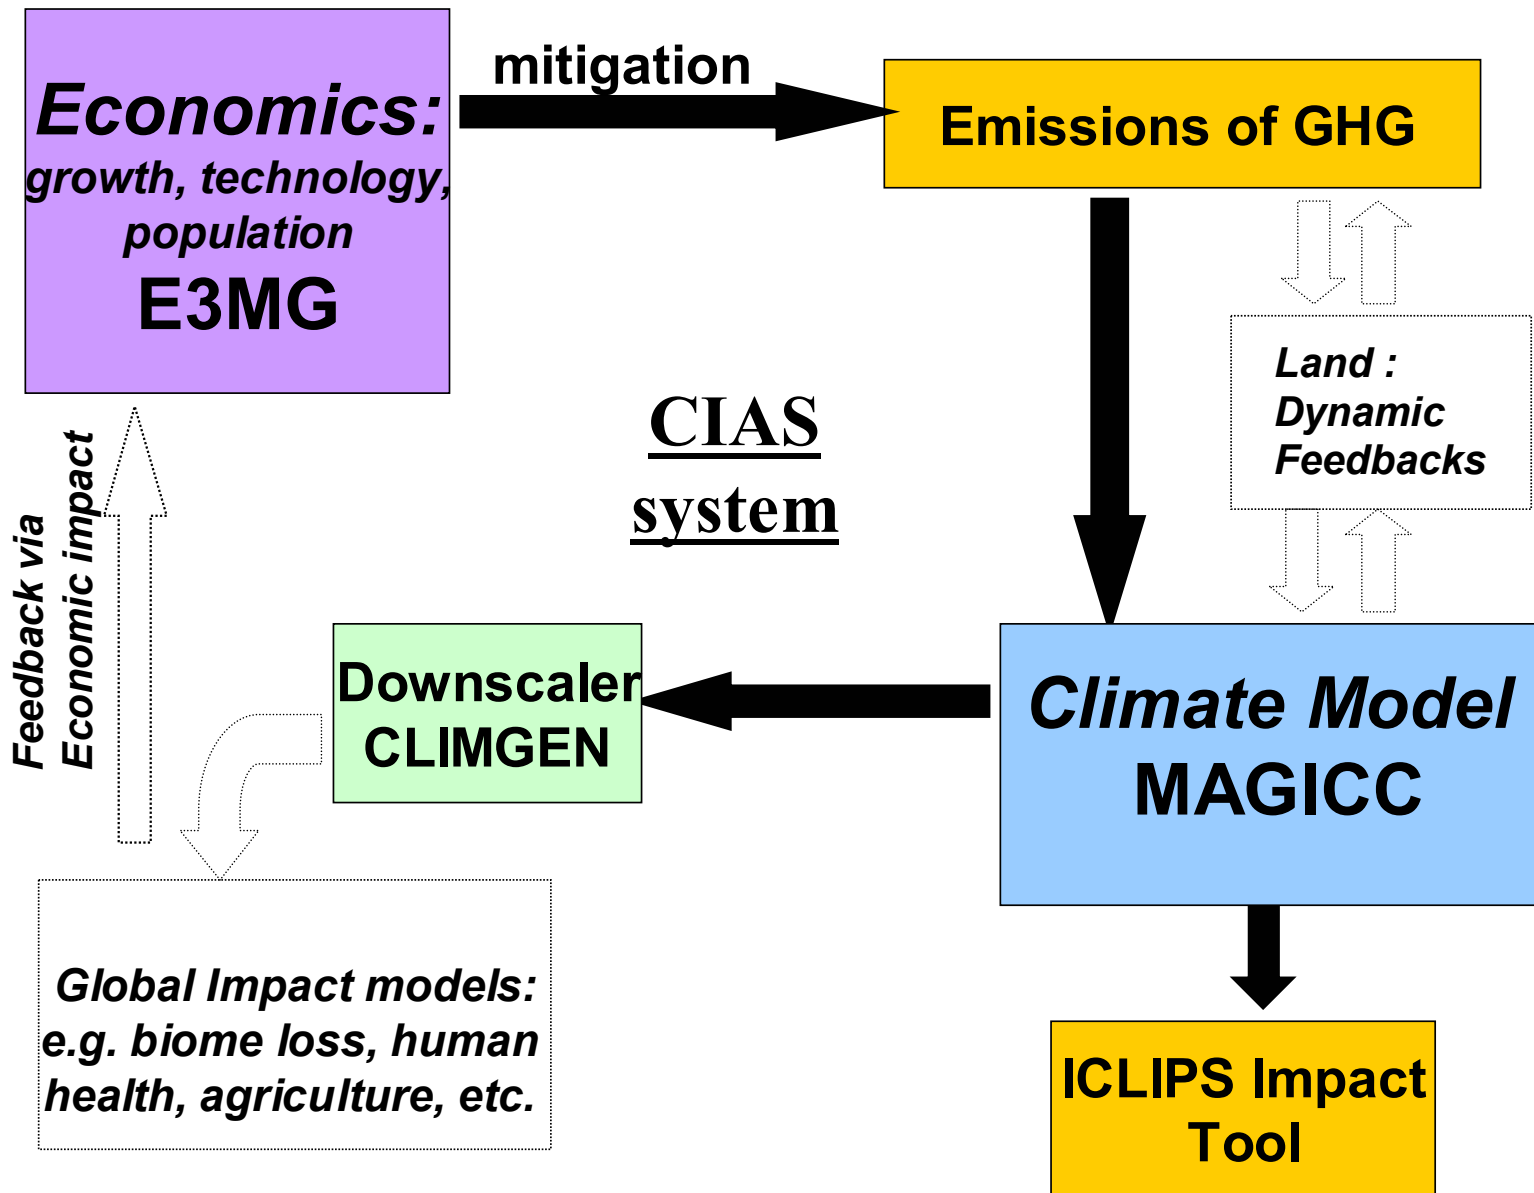 Economics:
growth, technology,
population
E3MG
mitigation
Emissions of GHG
Land :
Dynamic
Feedbacks
CIAS
system
Feedback via
Economic impact
Downscaler
CLIMGEN
Climate Model
MAGICC
Global Impact models:
e.g. biome loss, human
health, agriculture, etc.
ICLIPS Impact
Tool